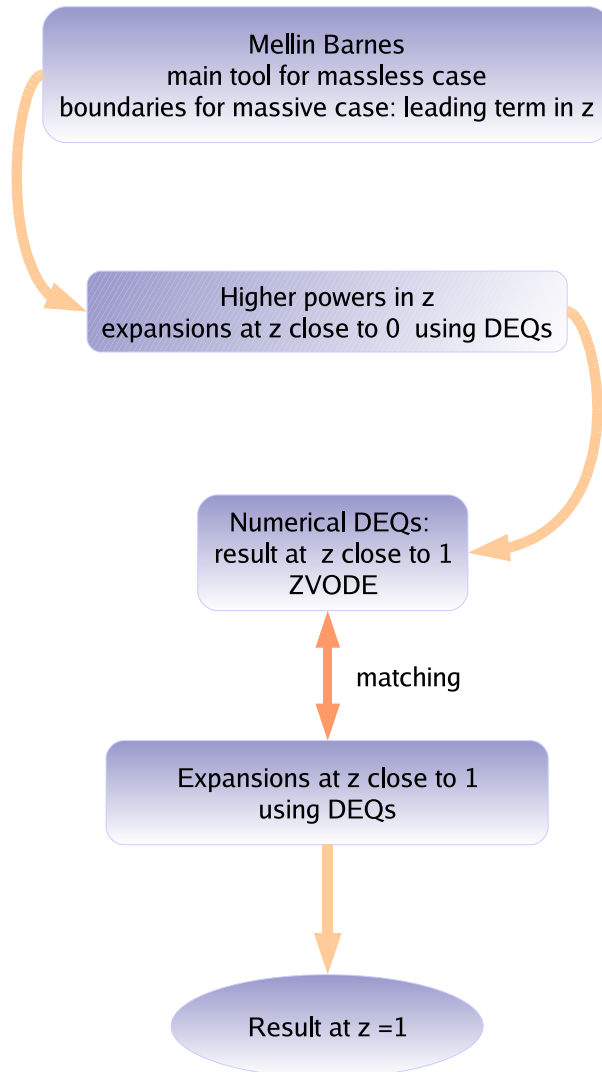 Mellin Barnes
main tool for massless case
boundaries for massive case: leading term in z
Higher powers in z
expansions at z close to 0 using DEQs
Numerical DEQs:
result at z close to 1
ZVODE
matching
Expansions at z close to 1
using DEQs
Result at z =1